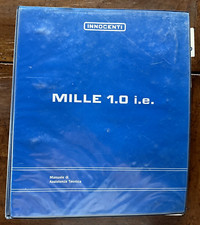 INNOCENTI
MILLE 1.0 i.e.
Manuale di
Assistenza Tecnica